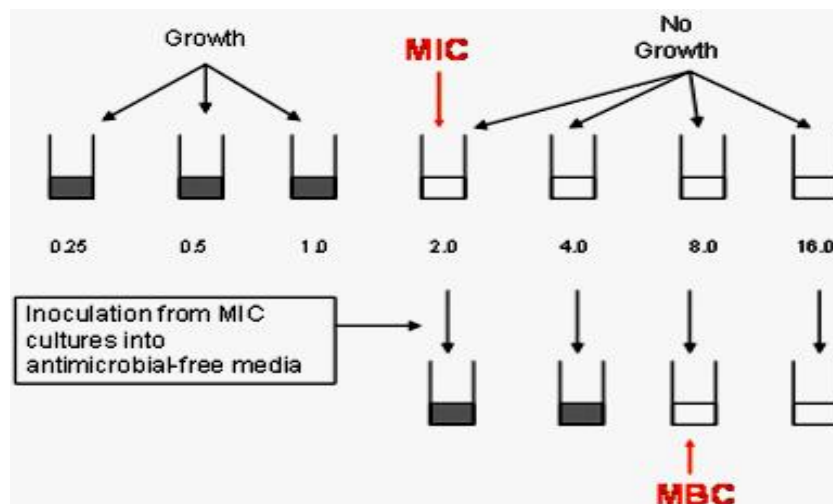 Growth
MIC
No
Growth
0.25 0.5 1.0 2.0 4.0 8.0 16.0
Inoculation from MIC
cultures into
antimicrobial-free media
MBC